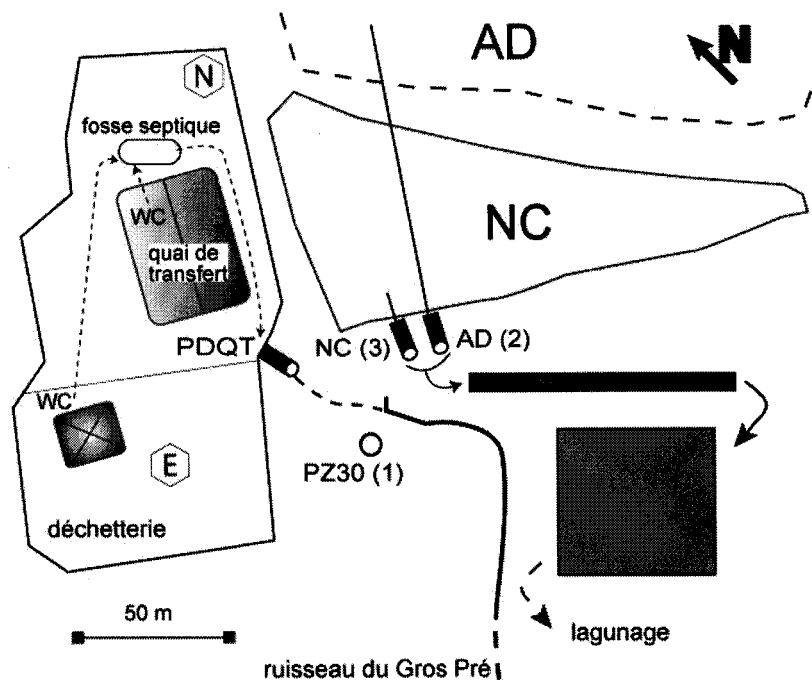 AD
N
N
fosse septique
WC
NC
quai de
transfert
PDQT
NC (3)
AD (2)
WC
PZ30 (1)
E
déchetterie
50 m
lagunage
ruisseau du Gros Pré